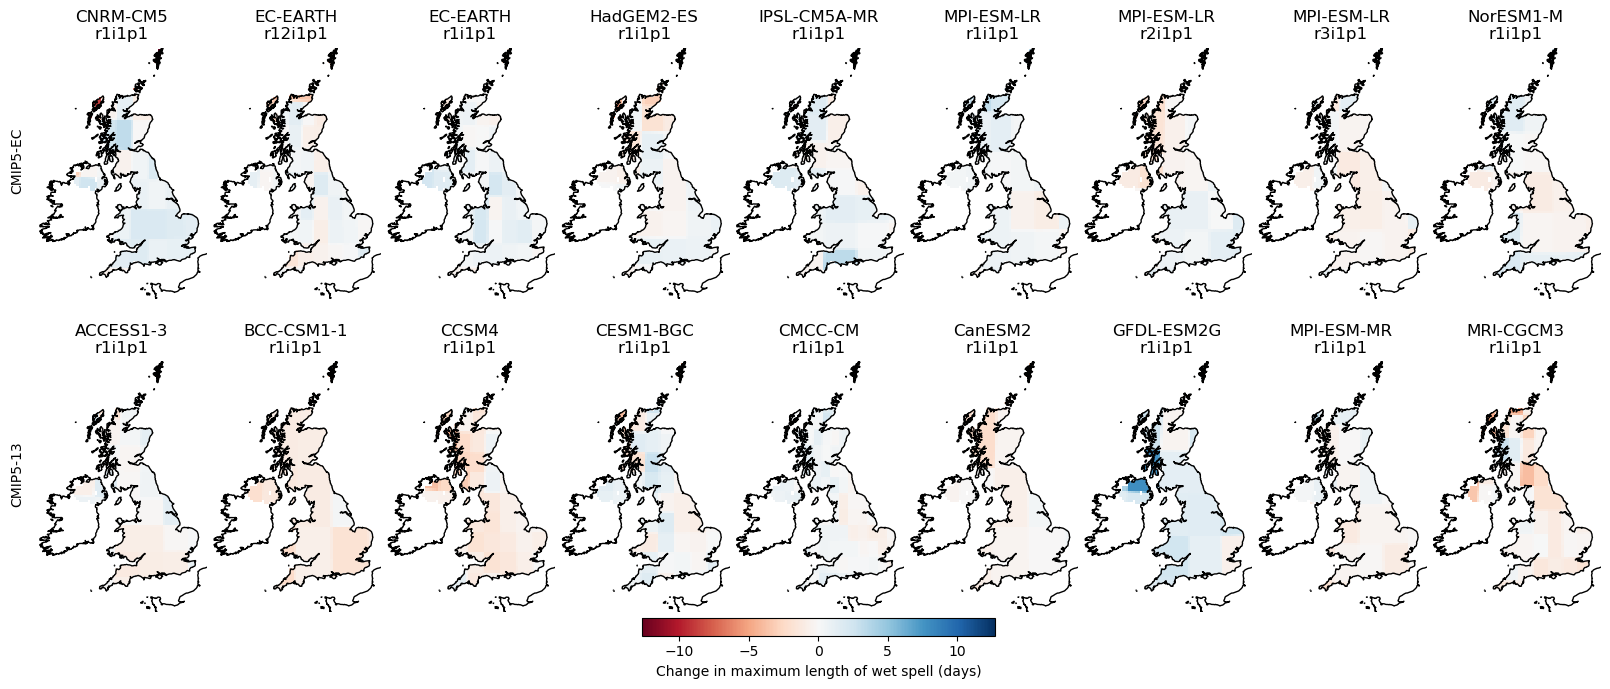 CNRM-CM5 EC-EARTH EC-EARTH HadGEM2-ES IPSL-CM5A-MR MPI-ESM-LR MPI-ESM-LR MPI-ESM-LR NorESM1-M
r1i1p1 r12i1p1 r1i1p1 r1i1p1 r1i1p1 r1i1p1 r2i1p1 r3i1p1 r1i1p1
CMIP5-EC
ACCESS1-3 BCC-CSM1-1 CCSM4 CESM1-BGC CMCC-CM CanESM2 GFDL-ESM2G MPI-ESM-MR MRI-CGCM3
r1i1p1 r1i1p1 r1i1p1 r1i1p1 r1i1p1 r1i1p1 r1i1p1 r1i1p1 r1i1p1
CMIP5-13
−10 −5 0 5 10
Change in maximum length of wet spell (days)